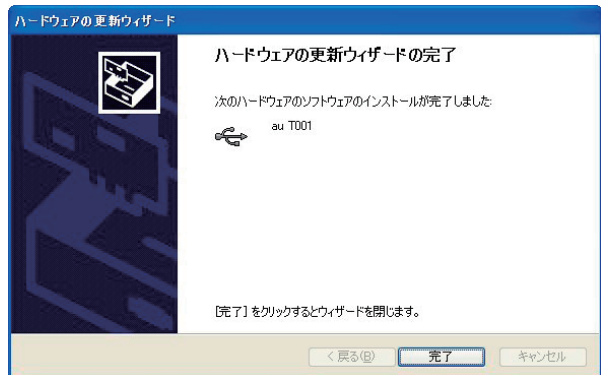 ハードウェアの更新ウィザード
ハードウェアの更新ウィザードの完了
次のハードウェアのソフトウェアのインストールが完了しました:
au T001
[完了] をクリックするとウィザードを閉じます。
< 戻る(B)
完了
キャンセル